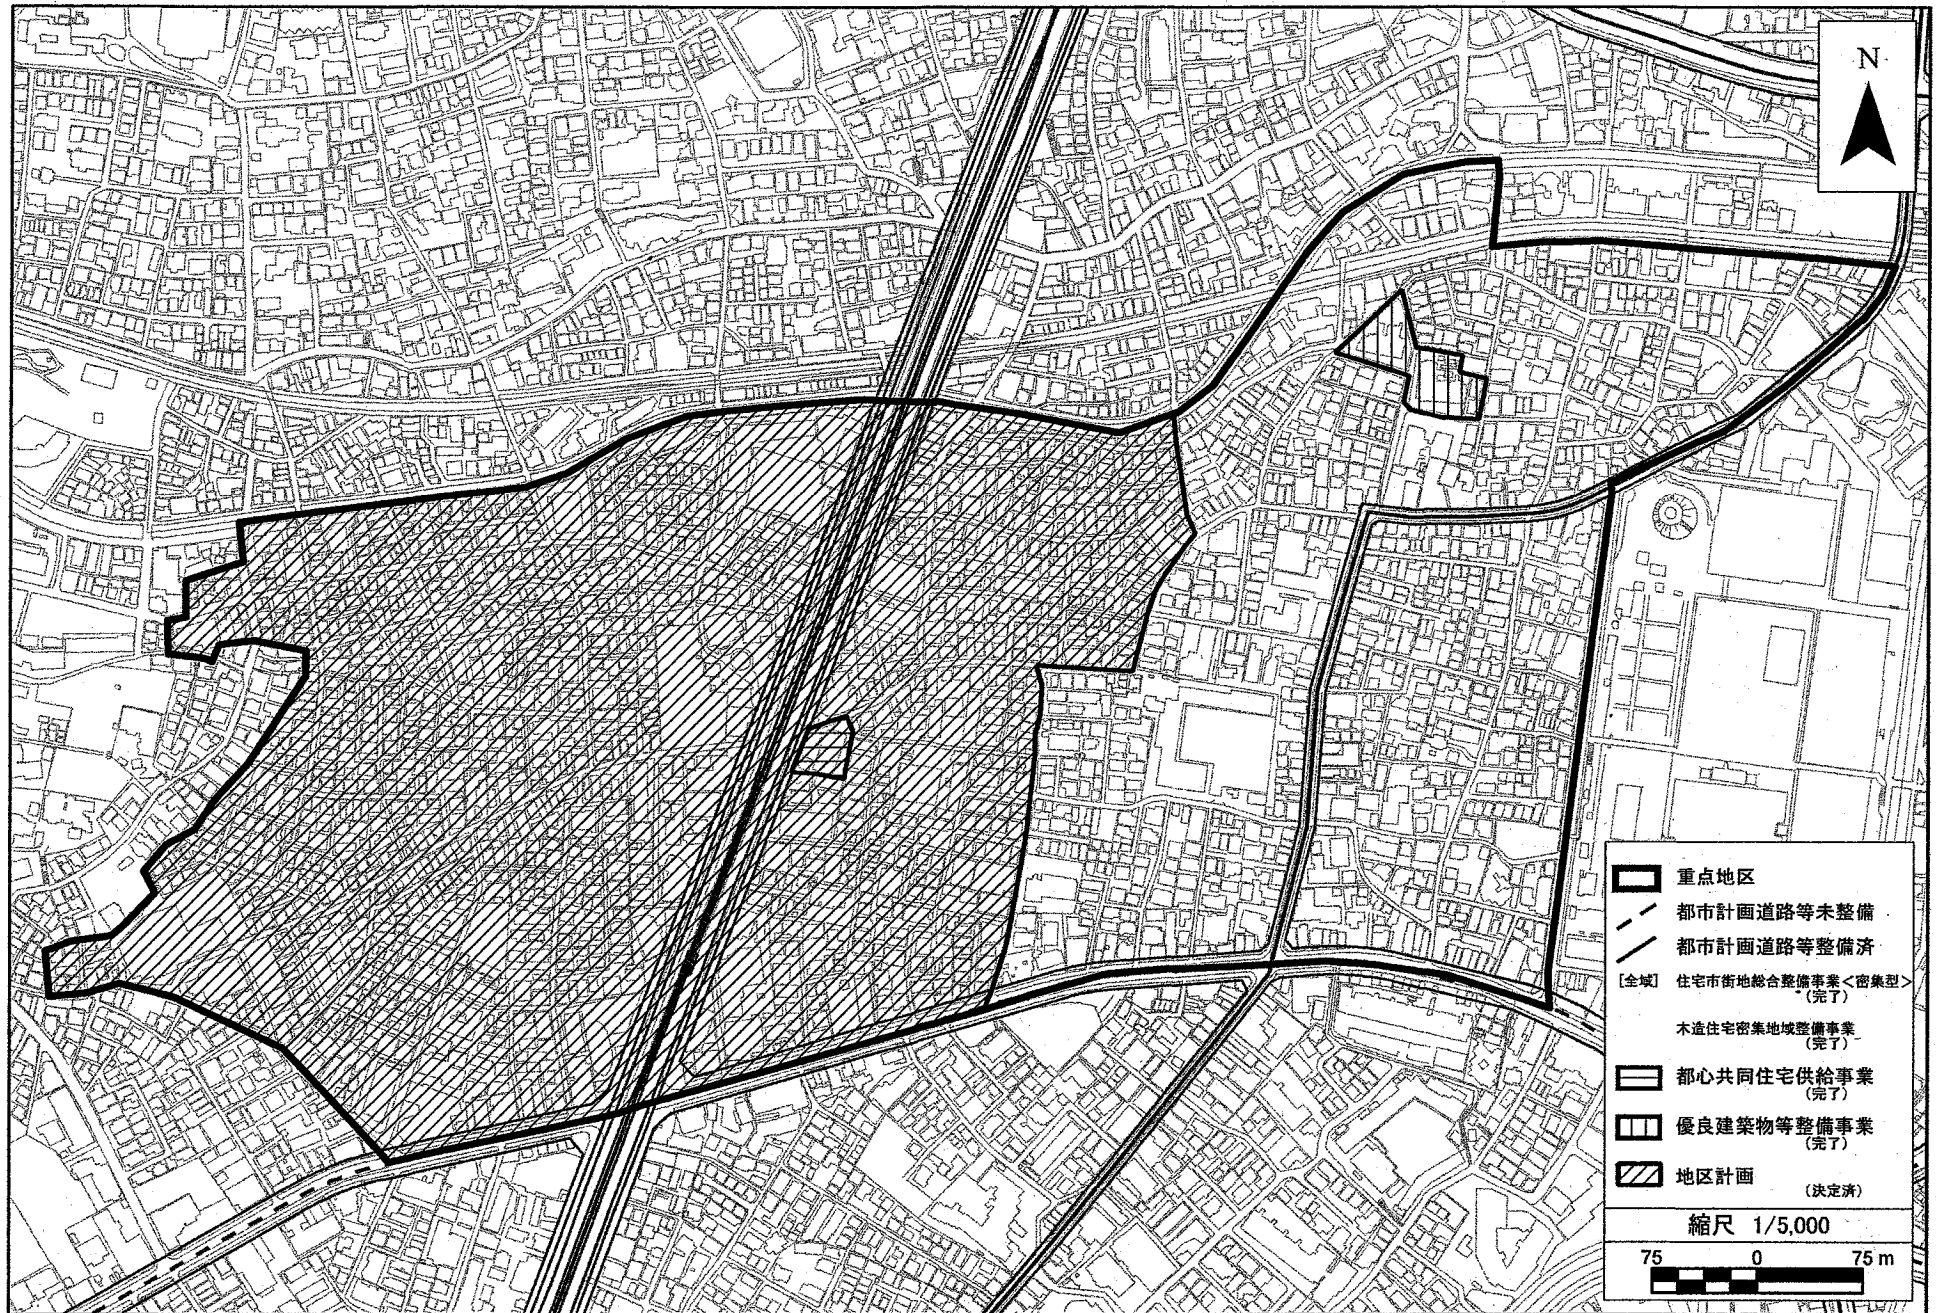 N
重点地区
都市計画道路等未整備
都市計画道路等整備済
[全域] 住宅市街地総合整備事業<密集型>
(完了)
木造住宅密集地域整備事業
(完了)
都心共同住宅供給事業
(完了)
優良建築物等整備事業
(完了)
地区計画
(決定済)
縮尺 1/5,000
75 0 75 m